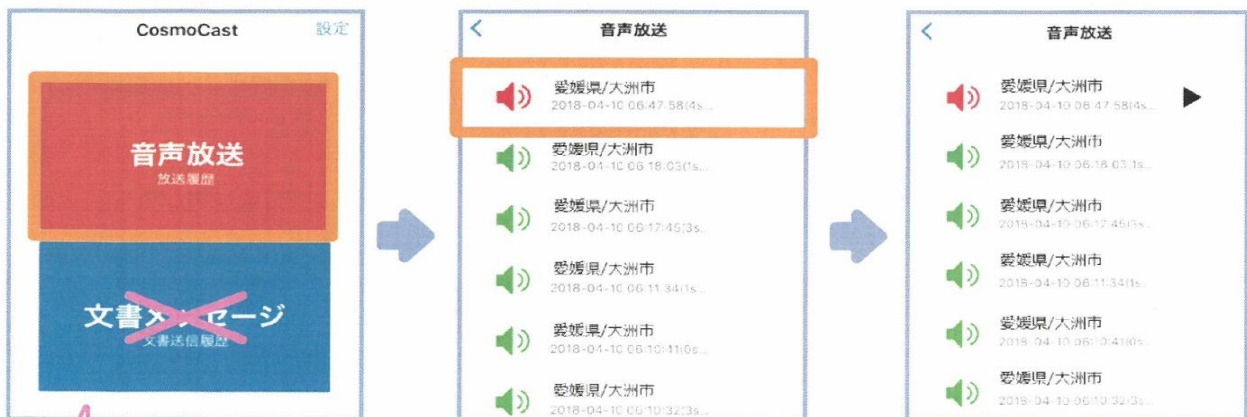 CosmoCast 設定
音声放送
放送履歴
文書メッセージ
文書送信履歴
音声放送
愛媛県/大洲市
2018-04-10 06:47:58(4s...
愛媛県/大洲市
2018-04-10 06:18:03(1s...
愛媛県/大洲市
2018-04-10 06:17:45(3s...
愛媛県/大洲市
2018-04-10 06:11:34(1s...
愛媛県/大洲市
2018-04-10 06:10:41(0s...
愛媛県/大洲市
2018-04-10 06:10:32(3s...
音声放送
愛媛県/大洲市
2018-04-10 06:47:58(4s...
愛媛県/大洲市
2018-04-10 06:18:03(1s...
愛媛県/大洲市
2018-04-10 06:17:45(3s...
愛媛県/大洲市
2018-04-10 06:11:34(1s...
愛媛県/大洲市
2018-04-10 06:10:41(0s...
愛媛県/大洲市
2018-04-10 06:10:32(3s...